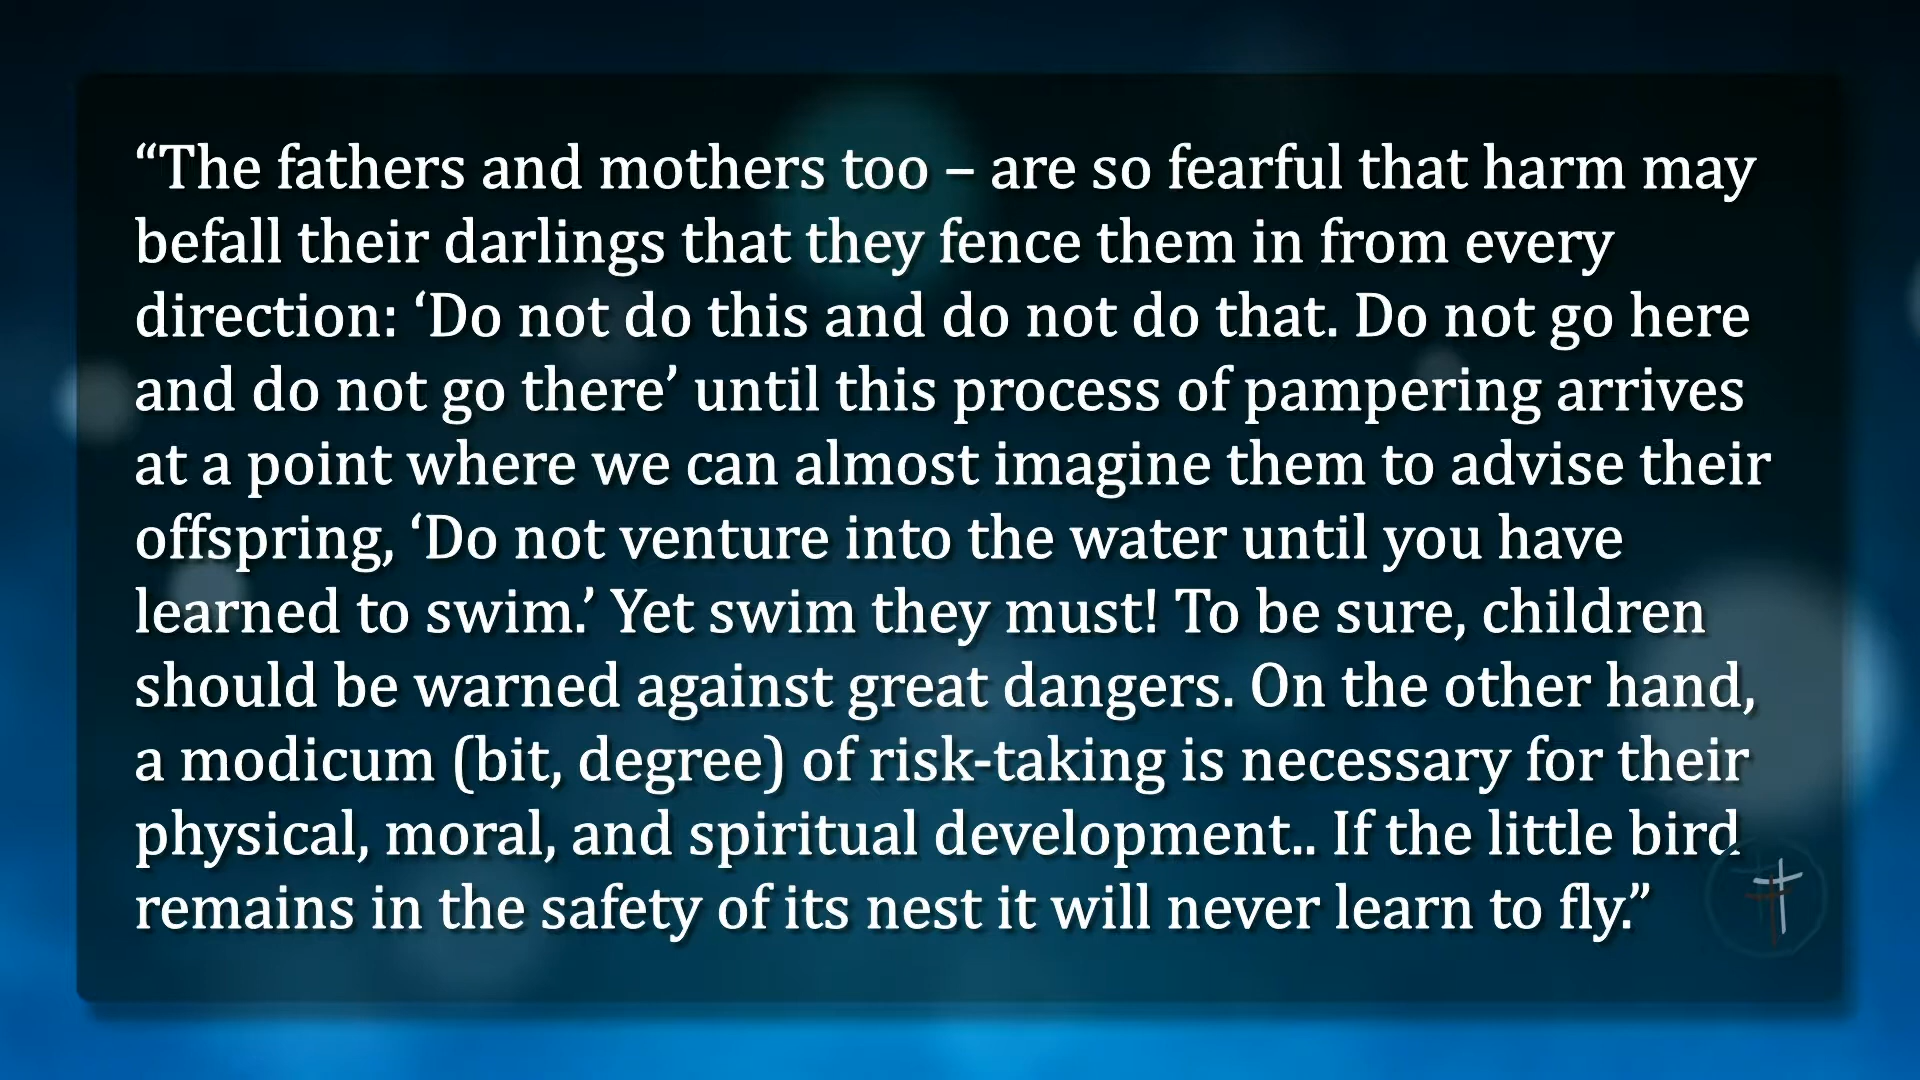 “The fathers and mothers too – are so fearful that harm may
befall their darlings that they fence them in from every
direction: ‘Do not do this and do not do that. Do not go here
and do not go there’ until this process of pampering arrives
at a point where we can almost imagine them to advise their
offspring, ‘Do not venture into the water until you have
learned to swim.’ Yet swim they must! To be sure, children
should be warned against great dangers. On the other hand,
a modicum (bit, degree) of risk-taking is necessary for their
physical, moral, and spiritual development.. If the little bird
remains in the safety of its nest it will never learn to fly.”